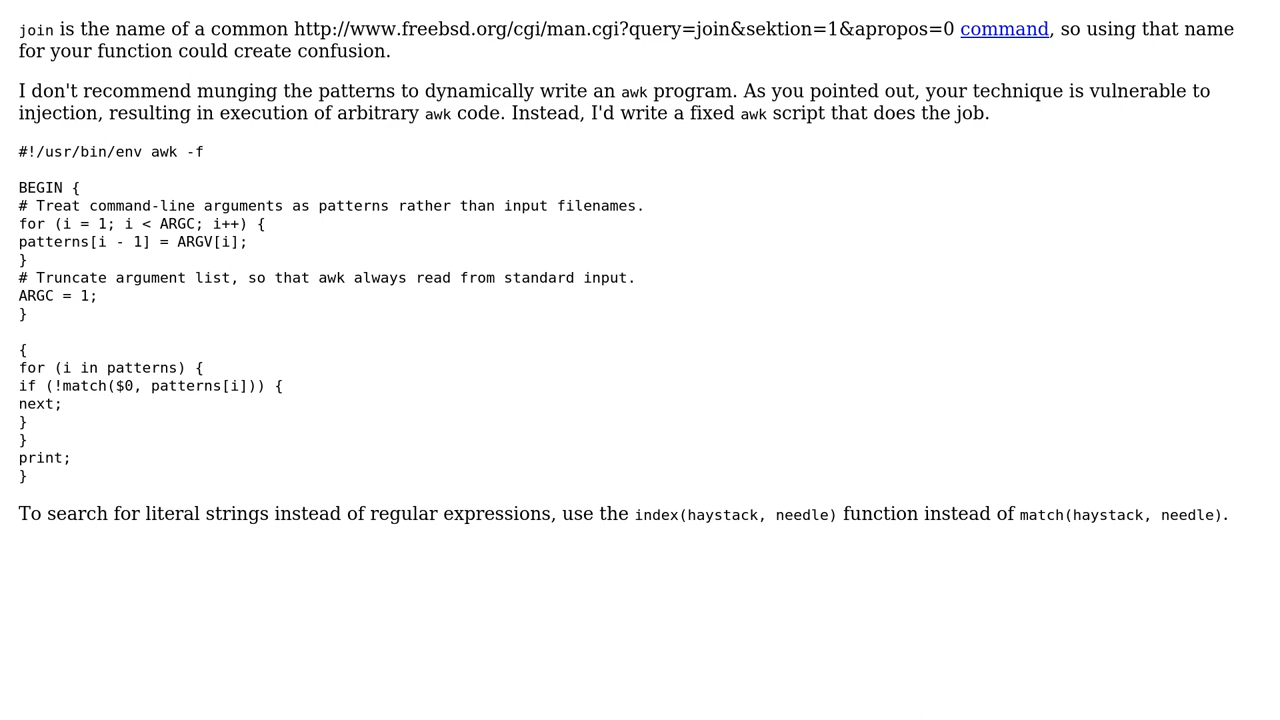 join is the name of a common http://www.freebsd.org/cgi/man.cgi?query=join&sektion=1&apropos=0 command, so using that name
for your function could create confusion.
I don't recommend munging the patterns to dynamically write an awk program. As you pointed out, your technique is vulnerable to
injection, resulting in execution of arbitrary awk code. Instead, I'd write a fixed awk script that does the job.
#!/usr/bin/env awk -f
BEGIN {
# Treat command-line arguments as patterns rather than input filenames.
for (i = 1; i < ARGC; i++) {
patterns[i - 1] = ARGV[i];
}
# Truncate argument list, so that awk always read from standard input.
ARGC = 1;
}
{
for (i in patterns) {
if (!match($0, patterns[i])) {
next;
}
}
print;
}
To search for literal strings instead of regular expressions, use the index(haystack, needle) function instead of match(haystack, needle).